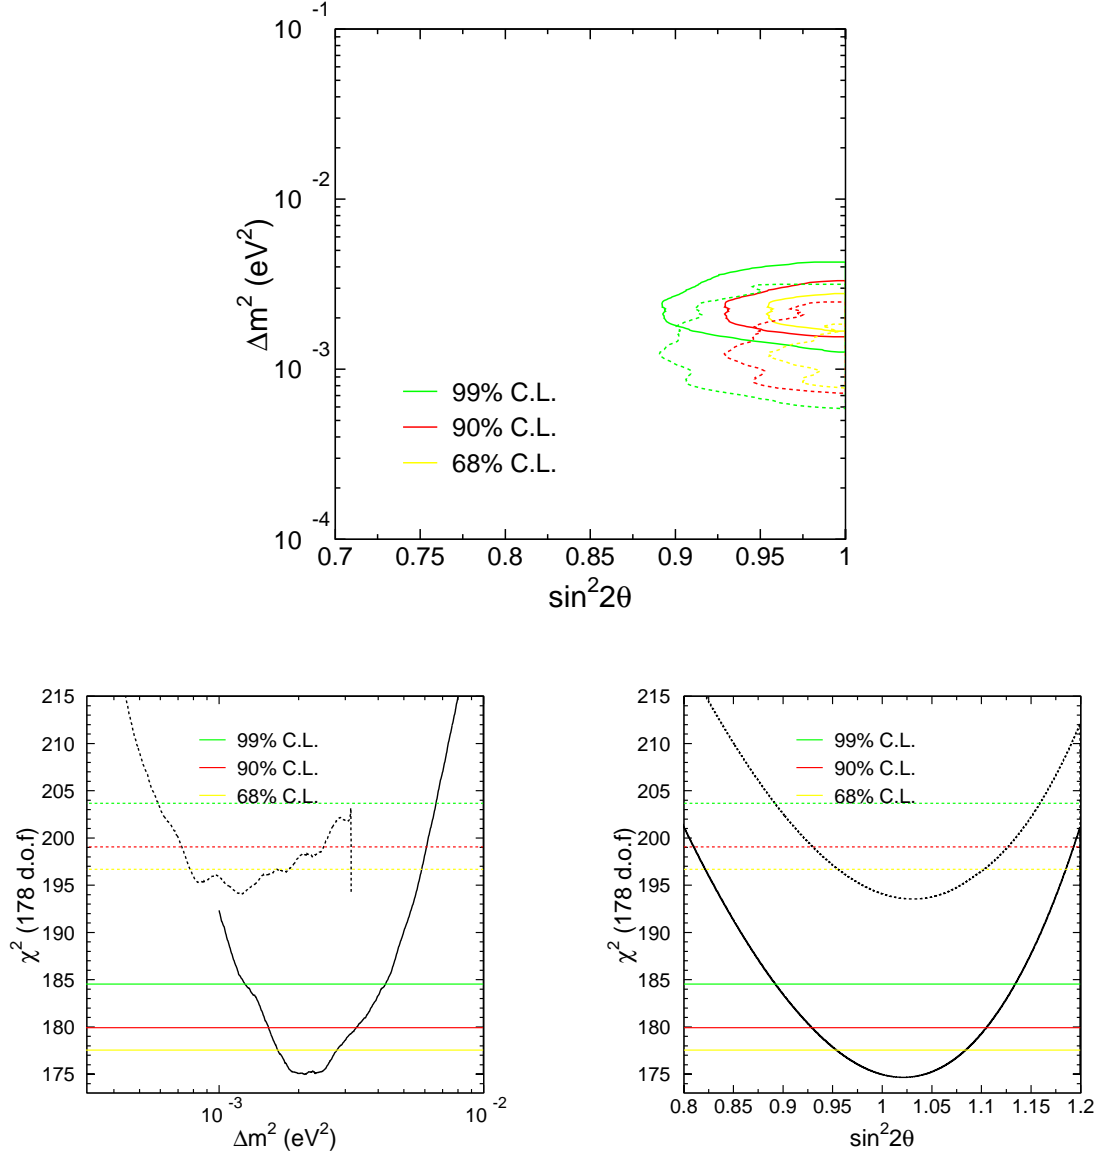 10⁻¹
10⁻²
10⁻³
10⁻⁴
Δm² (eV²)
99% C.L.
90% C.L.
68% C.L.
0.7 0.75 0.8 0.85 0.9 0.95 1
sin²2θ
215
210
205
200
195
190
185
180
175
χ² (178 d.o.f)
99% C.L.
90% C.L.
68% C.L.
10⁻³ 10⁻²
Δm² (eV²)
215
210
205
200
195
190
185
180
175
χ² (178 d.o.f)
99% C.L.
90% C.L.
68% C.L.
0.8 0.85 0.9 0.95 1 1.05 1.1 1.15 1.2
sin²2θ